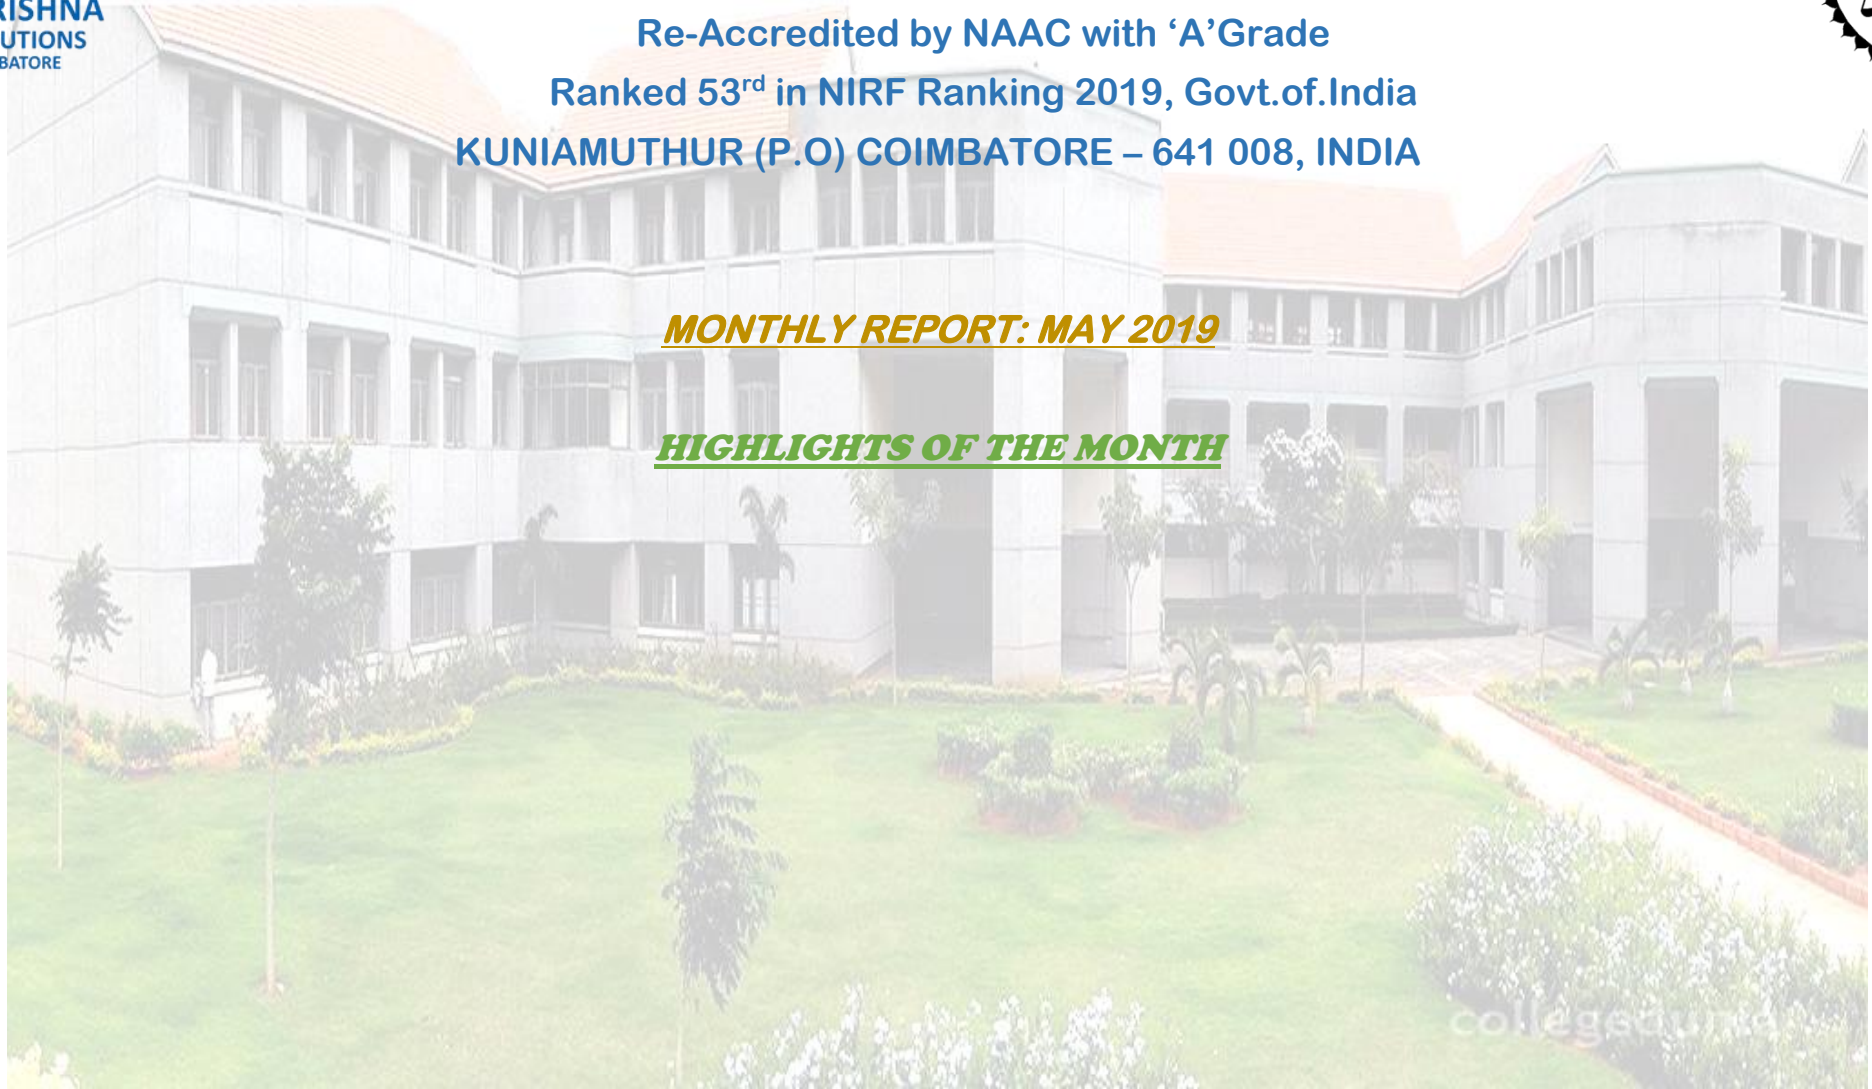 RISHNA
UTIONS
BATORE
Re-Accredited by NAAC with ‘A’Grade
Ranked 53rd in NIRF Ranking 2019, Govt.of.India
KUNIAMUTHUR (P.O) COIMBATORE – 641 008, INDIA
MONTHLY REPORT: MAY 2019
HIGHLIGHTS OF THE MONTH